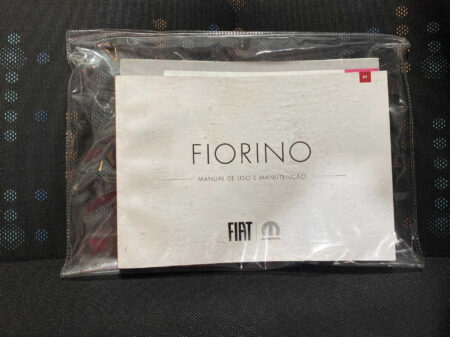 FIORINO
MANUAL DE USO E MANUTENÇÃO
FIAT